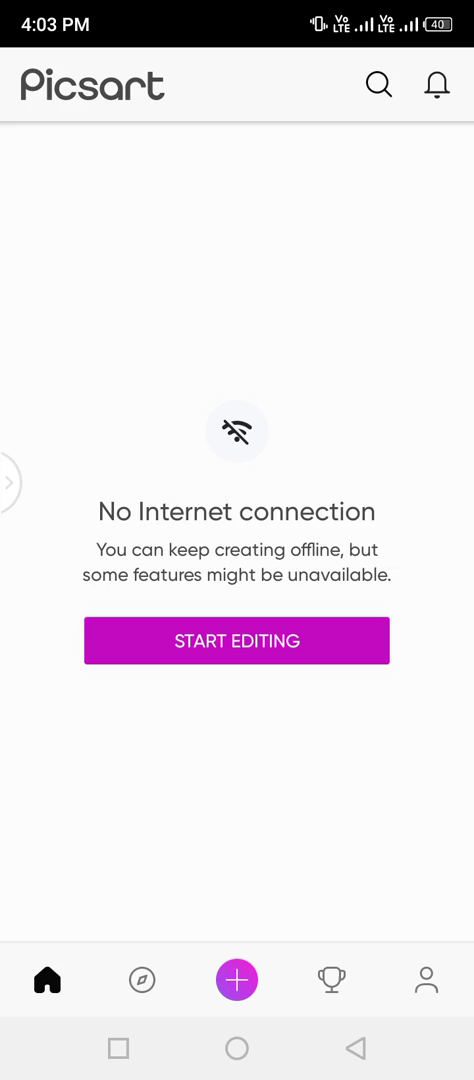 4:03 PM
Vo LTE Vo LTE 40
Picsart
No Internet connection
You can keep creating offline, but
some features might be unavailable.
START EDITING